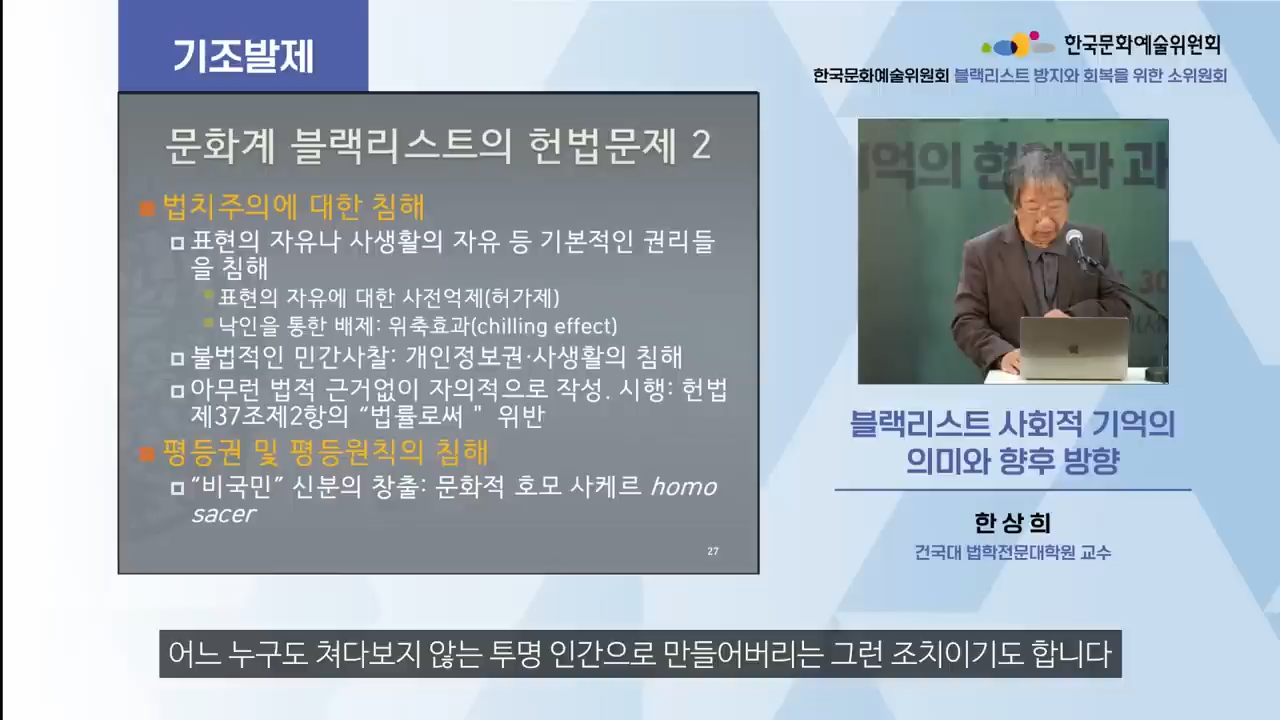 기조발제
한국문화예술위원회
한국문화예술위원회 블랙리스트 방지와 회복을 위한 소위원회
문화계 블랙리스트의 헌법문제 2
법치주의에 대한 침해
표현의 자유나 사생활의 자유 등 기본적인 권리들
을 침해
표현의 자유에 대한 사전억제(허가제)
낙인을 통한 배제: 위축효과(chilling effect)
불법적인 민간사찰: 개인정보권·사생활의 침해
아무런 법적 근거없이 자의적으로 작성. 시행: 헌법
제37조제2항의 “법률로써＂ 위반
평등권 및 평등원칙의 침해
“비국민” 신분의 창출: 문화적 호모 사케르 homo
sacer
27
억의 현 과 과
30
블랙리스트 사회적 기억의
의미와 향후 방향
한상희
건국대 법학전문대학원 교수
어느 누구도 쳐다보지 않는 투명 인간으로 만들어버리는 그런 조치이기도 합니다